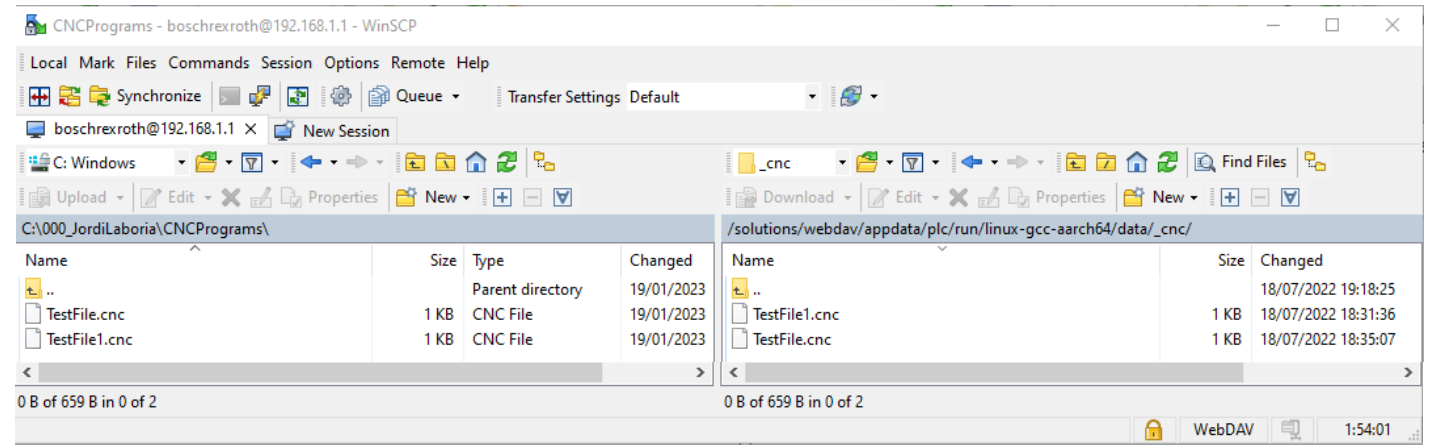 CNCPrograms - boschrexroth@192.168.1.1 - WinSCP
Local Mark Files Commands Session Options Remote Help
Synchronize Queue Transfer Settings Default
boschrexroth@192.168.1.1 New Session
C: Windows
Upload Edit Properties New
C:\000_JordiLaboria\CNCPrograms\
Name Size Type Changed
.. Parent directory 19/01/2023
TestFile.cnc 1 KB CNC File 19/01/2023
TestFile1.cnc 1 KB CNC File 19/01/2023
0 B of 659 B in 0 of 2
_cnc Find Files
Download Edit Properties New
/solutions/webdav/appdata/plc/run/linux-gcc-aarch64/data/_cnc/
Name Size Changed
.. 18/07/2022 19:18:25
TestFile1.cnc 1 KB 18/07/2022 18:31:36
TestFile.cnc 1 KB 18/07/2022 18:35:07
0 B of 659 B in 0 of 2
WebDAV 1:54:01